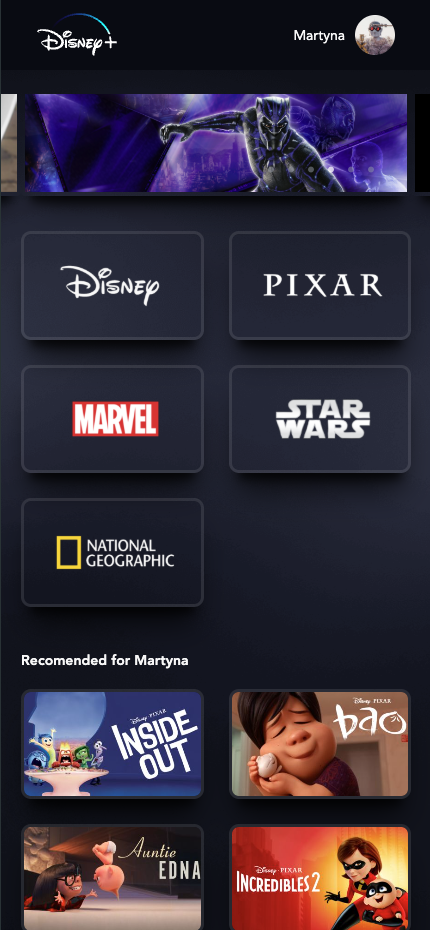 Disney+
Martyna
Disney
PIXAR
MARVEL
STAR
WARS
NATIONAL
GEOGRAPHIC
Recomended for Martyna
Disney · PIXAR
INSIDE
OUT
Disney PIXAR
bao
Auntie
EDNA
Disney · PIXAR
INCREDIBLES 2